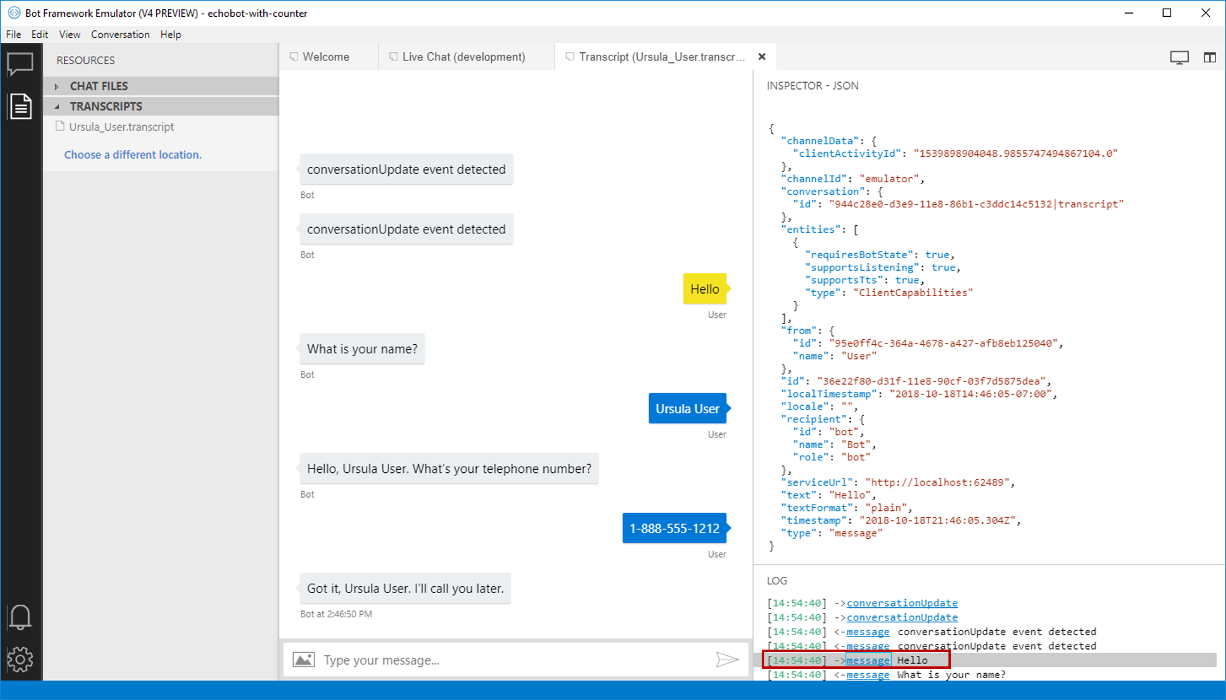 Bot Framework Emulator (V4 PREVIEW) - echobot-with-counter
File Edit View Conversation Help
RESOURCES
CHAT FILES
TRANSCRIPTS
Ursula_User.transcript
Choose a different location.
Welcome
Live Chat (development)
Transcript (Ursula_User.transcr...
conversationUpdate event detected
Bot
conversationUpdate event detected
Bot
Hello
User
What is your name?
Bot
Ursula User
User
Hello, Ursula User. What's your telephone number?
Bot
1-888-555-1212
User
Got it, Ursula User. I'll call you later.
Bot at 2:46:50 PM
Type your message...
INSPECTOR - JSON
{
"channelData": {
"clientActivityId": "1539898904048.9855747494867104.0"
},
"channelId": "emulator",
"conversation": {
"id": "944c28e0-d3e9-11e8-86b1-c3ddc14c5132|transcript"
},
"entities": [
{
"requiresBotState": true,
"supportsListening": true,
"supportsTts": true,
"type": "ClientCapabilities"
}
],
"from": {
"id": "95e0ff4c-364a-4678-a427-afb8eb125040",
"name": "User"
},
"id": "36e22f80-d31f-11e8-90cf-03f7d5875dea",
"localTimestamp": "2018-10-18T14:46:05-07:00",
"locale": "",
"recipient": {
"id": "bot",
"name": "Bot",
"role": "bot"
},
"serviceUrl": "http://localhost:62489",
"text": "Hello",
"textFormat": "plain",
"timestamp": "2018-10-18T21:46:05.304Z",
"type": "message"
}
LOG
[14:54:40] ->conversationUpdate
[14:54:40] ->conversationUpdate
[14:54:40] <-message conversationUpdate event detected
[14:54:40] <-message conversationUpdate event detected
[14:54:40] ->message Hello
[14:54:40] <-message What is your name?